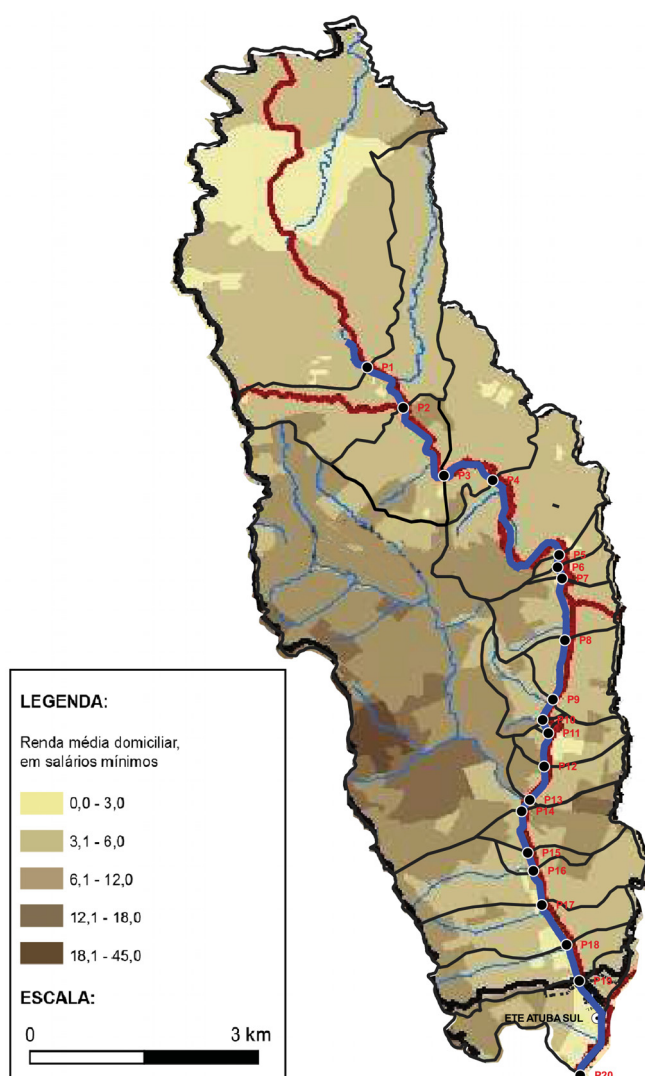 P1
P2
P3
P4
P5
P6
P7
P8
P9
P10
P11
P12
P13
P14
P15
P16
P17
P18
P19
ETE ATUBA SUL
P20
LEGENDA:
Renda média domiciliar,
em salários mínimos
0,0 - 3,0
3,1 - 6,0
6,1 - 12,0
12,1 - 18,0
18,1 - 45,0
ESCALA:
0 3 km